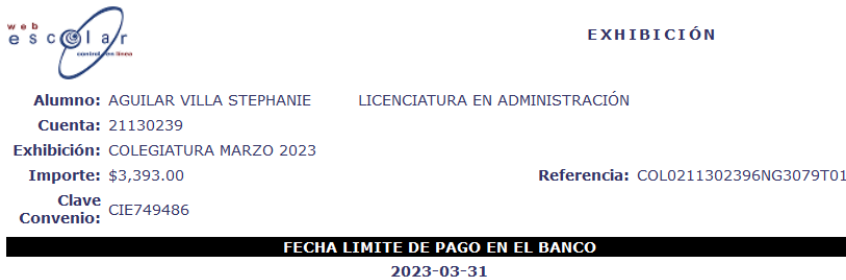 web
escol@r
control en línea
EXHIBICIÓN
Alumno: AGUILAR VILLA STEPHANIE LICENCIATURA EN ADMINISTRACIÓN
Cuenta: 21130239
Exhibición: COLEGIATURA MARZO 2023
Importe: $3,393.00 Referencia: COL0211302396NG3079T01
Clave
Convenio: CIE749486
FECHA LIMITE DE PAGO EN EL BANCO
2023-03-31